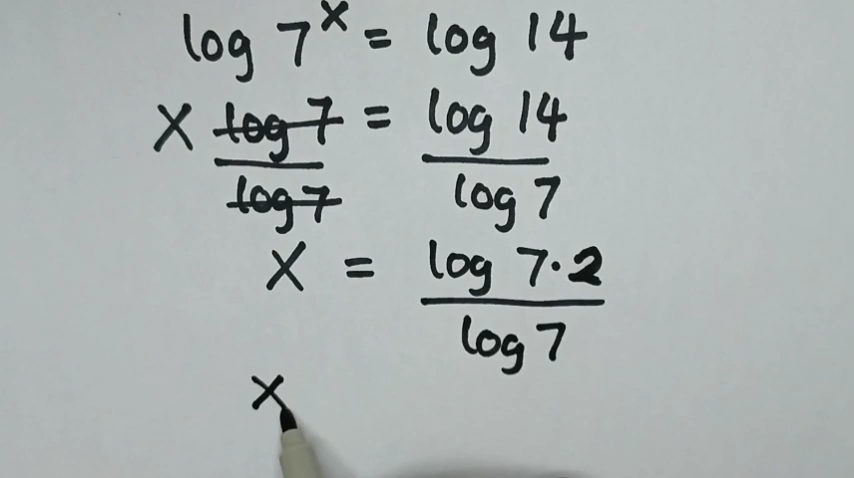 log 7^x = log 14
x log 7 = log 14
log 7 log 7
x = log 7·2
log 7
x